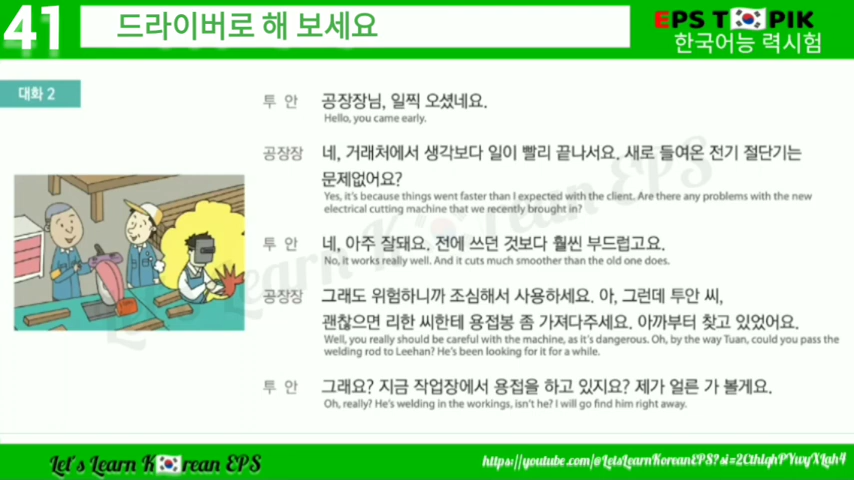 41 드라이버로 해 보세요
EPS TOPIK
한국어능 력시험
대화 2
투 안 공장장님, 일찍 오셨네요.
Hello, you came early.
공장장 네, 거래처에서 생각보다 일이 빨리 끝나서요. 새로 들여온 전기 절단기는
문제없어요?
Yes, it's because things went faster than I expected with the client. Are there any problems with the new
electrical cutting machine that we recently brought in?
투 안 네, 아주 잘돼요. 전에 쓰던 것보다 훨씬 부드럽고요.
No, it works really well. And it cuts much smoother than the old one does.
공장장 그래도 위험하니까 조심해서 사용하세요. 아, 그런데 투안 씨,
괜찮으면 리한 씨한테 용접봉 좀 가져다주세요. 아까부터 찾고 있었어요.
Well, you really should be careful with the machine, as it's dangerous. Oh, by the way Tuan, could you pass the
welding rod to Leehan? He's been looking for it for a while.
투 안 그래요? 지금 작업장에서 용접을 하고 있지요? 제가 얼른 가 볼게요.
Oh, really? He's welding in the workings, isn't he? I will go find him right away.
Let's Learn Korean EPS
Let's Learn Korean EPS